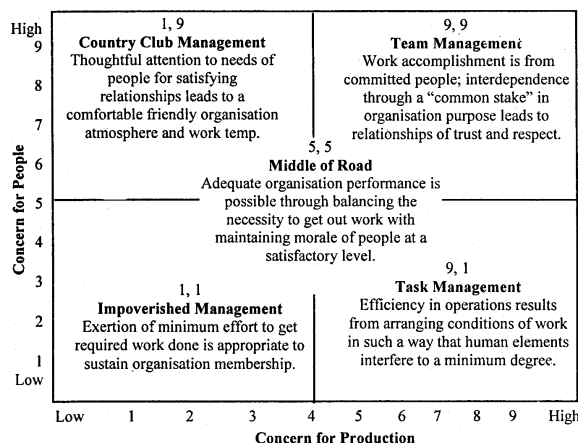 High
9
8
7
6
5
4
3
2
1
Low
Concern for People
1, 9
Country Club Management
Thoughtful attention to needs of
people for satisfying
relationships leads to a
comfortable friendly organisation
atmosphere and work temp.
9, 9
Team Management
Work accomplishment is from
committed people; interdependence
through a “common stake” in
organisation purpose leads to
relationships of trust and respect.
5, 5
Middle of Road
Adequate organisation performance is
possible through balancing the
necessity to get out work with
maintaining morale of people at a
satisfactory level.
1, 1
Impoverished Management
Exertion of minimum effort to get
required work done is appropriate to
sustain organisation membership.
9, 1
Task Management
Efficiency in operations results
from arranging conditions of work
in such a way that human elements
interfere to a minimum degree.
Low 1 2 3 4 5 6 7 8 9 High
Concern for Production